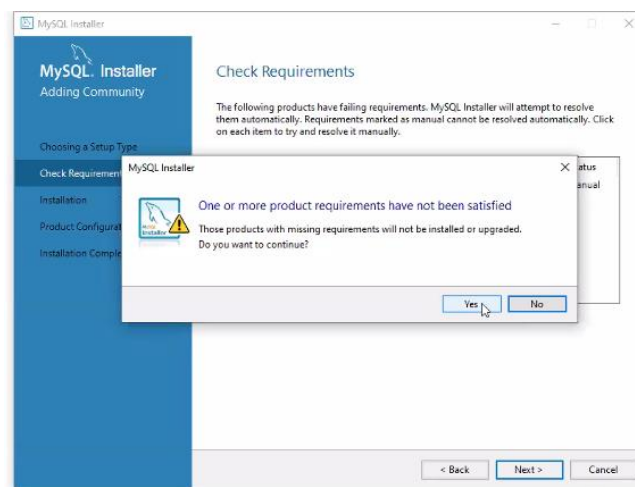 MySQL Installer
MySQL. Installer
Adding Community
Choosing a Setup Type
Check Requirement
Installation
Product Configurat
Installation Comple
Check Requirements
The following products have failing requirements. MySQL Installer will attempt to resolve
them automatically. Requirements marked as manual cannot be resolved automatically. Click
on each item to try and resolve it manually.
atus
anual
MySQL Installer
One or more product requirements have not been satisfied
Those products with missing requirements will not be installed or upgraded.
Do you want to continue?
Yes
No
< Back
Next >
Cancel